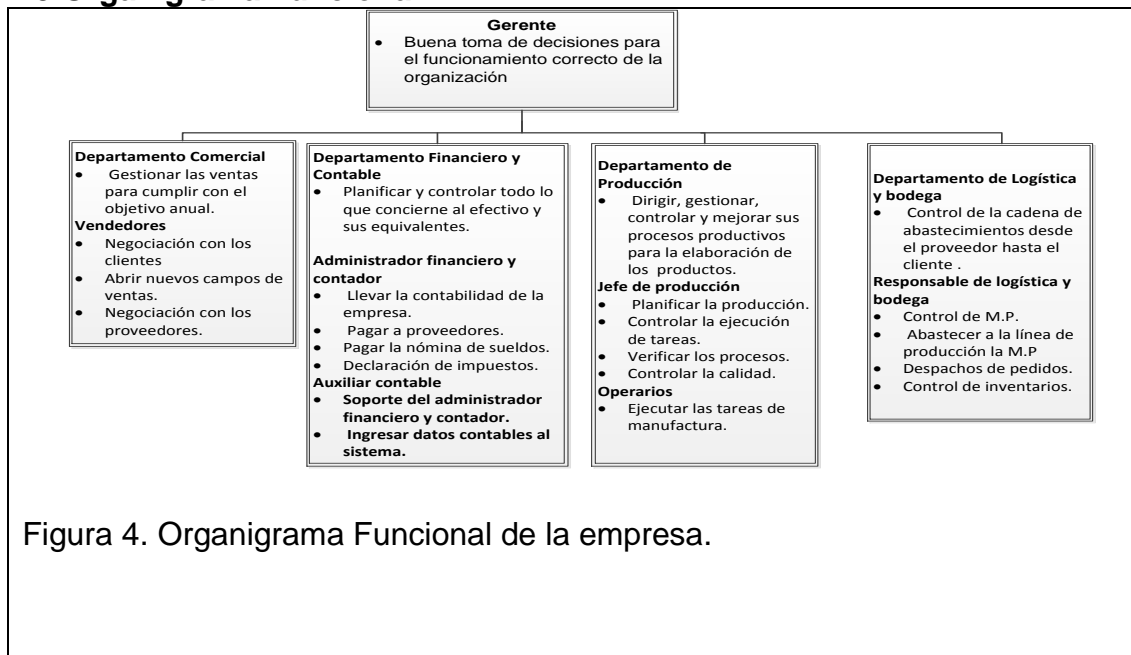 Gerente
• Buena toma de decisiones para
el funcionamiento correcto de la
organización
Departamento Comercial
• Gestionar las ventas
para cumplir con el
objetivo anual.
Vendedores
• Negociación con los
clientes
• Abrir nuevos campos de
ventas.
• Negociación con los
proveedores.
Departamento Financiero y
Contable
• Planificar y controlar todo lo
que concierne al efectivo y
sus equivalentes.
Administrador financiero y
contador
• Llevar la contabilidad de la
empresa.
• Pagar a proveedores.
• Pagar la nómina de sueldos.
• Declaración de impuestos.
Auxiliar contable
• Soporte del administrador
financiero y contador.
• Ingresar datos contables al
sistema.
Departamento de
Producción
• Dirigir, gestionar,
controlar y mejorar sus
procesos productivos
para la elaboración de
los productos.
Jefe de producción
• Planificar la producción.
• Controlar la ejecución
de tareas.
• Verificar los procesos.
• Controlar la calidad.
Operarios
• Ejecutar las tareas de
manufactura.
Departamento de Logística
y bodega
• Control de la cadena de
abastecimientos desde
el proveedor hasta el
cliente .
Responsable de logística y
bodega
• Control de M.P.
• Abastecer a la línea de
producción la M.P
• Despachos de pedidos.
• Control de inventarios.
Figura 4. Organigrama Funcional de la empresa.